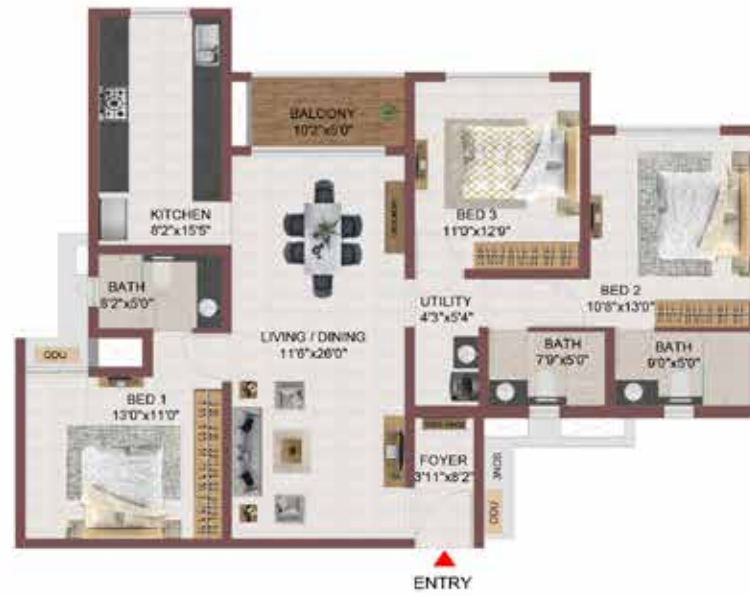 BALCONY
10'2"x5'0"
KITCHEN
8'2"x15'5"
BED 3
11'0"x12'9"
BATH
8'2"x5'0"
UTILITY
4'3"x5'4"
BED 2
10'8"x13'0"
LIVING / DINING
11'6"x26'0"
BATH
7'9"x5'0"
BATH
9'0"x5'0"
ODU
BED 1
13'0"x11'0"
FOYER
3'11"x8'2"
ODU
ENTRY